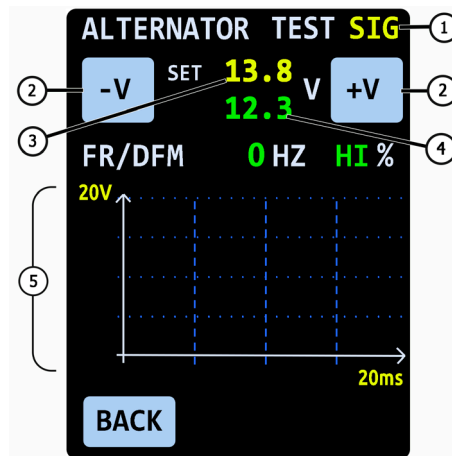 ALTERNATOR TEST SIG
1
2
-V
SET
13.8
V
+V
2
12.3
3
4
FR/DFM
0 HZ
HI %
20V
5
20ms
BACK